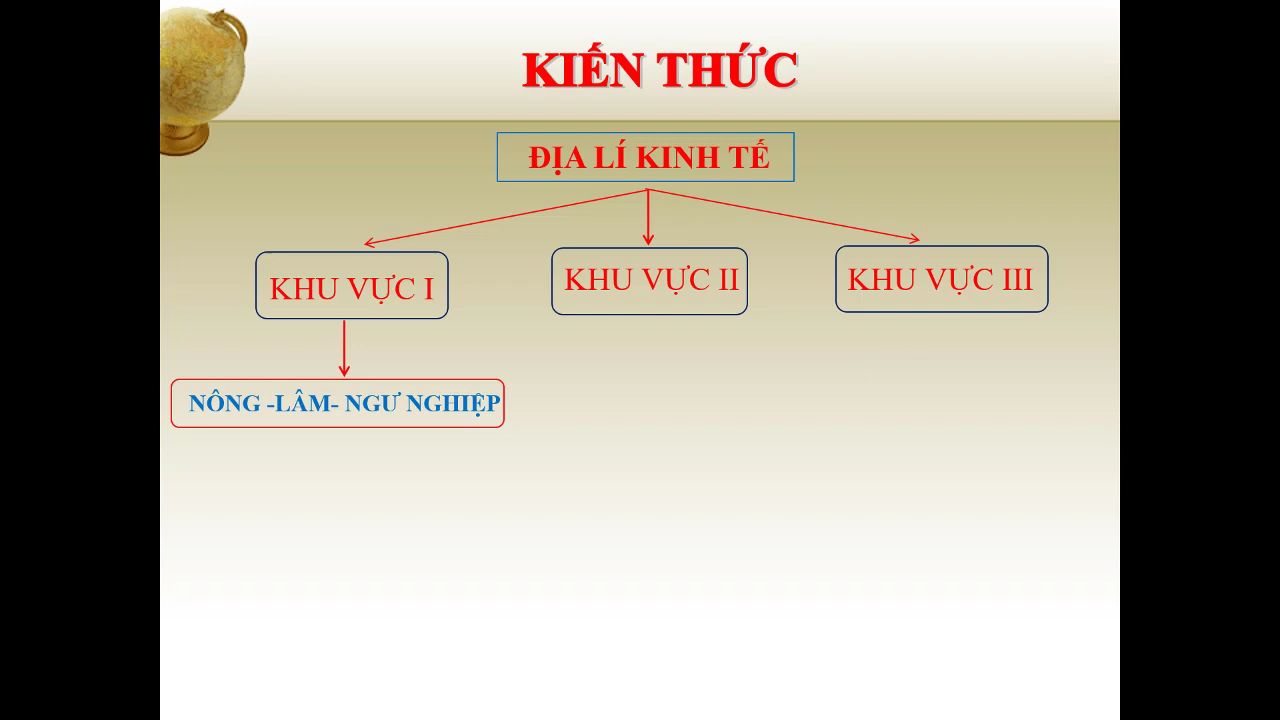 KIẾN THỨC
ĐỊA LÍ KINH TẾ
KHU VỰC I
KHU VỰC II
KHU VỰC III
NÔNG -LÂM- NGƯ NGHIỆP